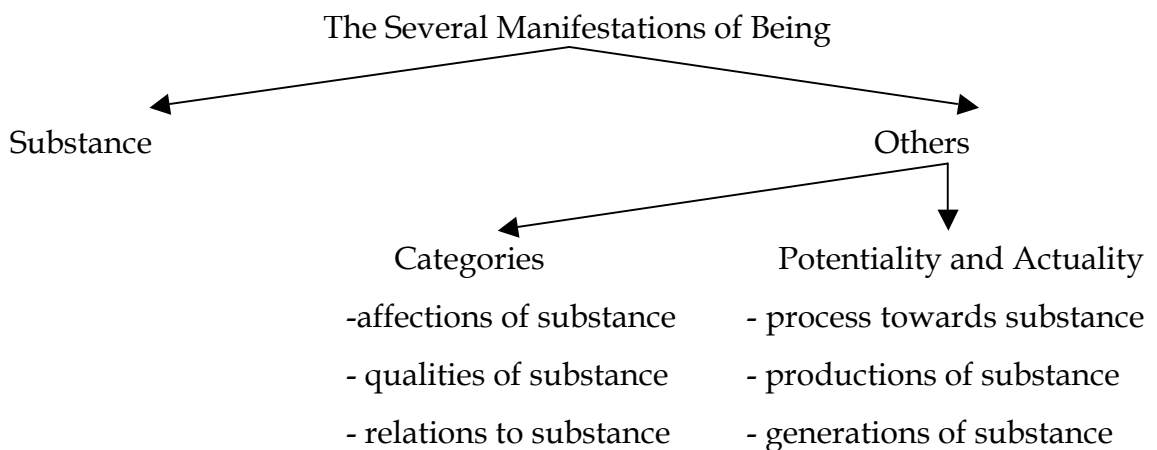 The Several Manifestations of Being
Substance
Others
Categories
-affections of substance
- qualities of substance
- relations to substance
Potentiality and Actuality
- process towards substance
- productions of substance
- generations of substance